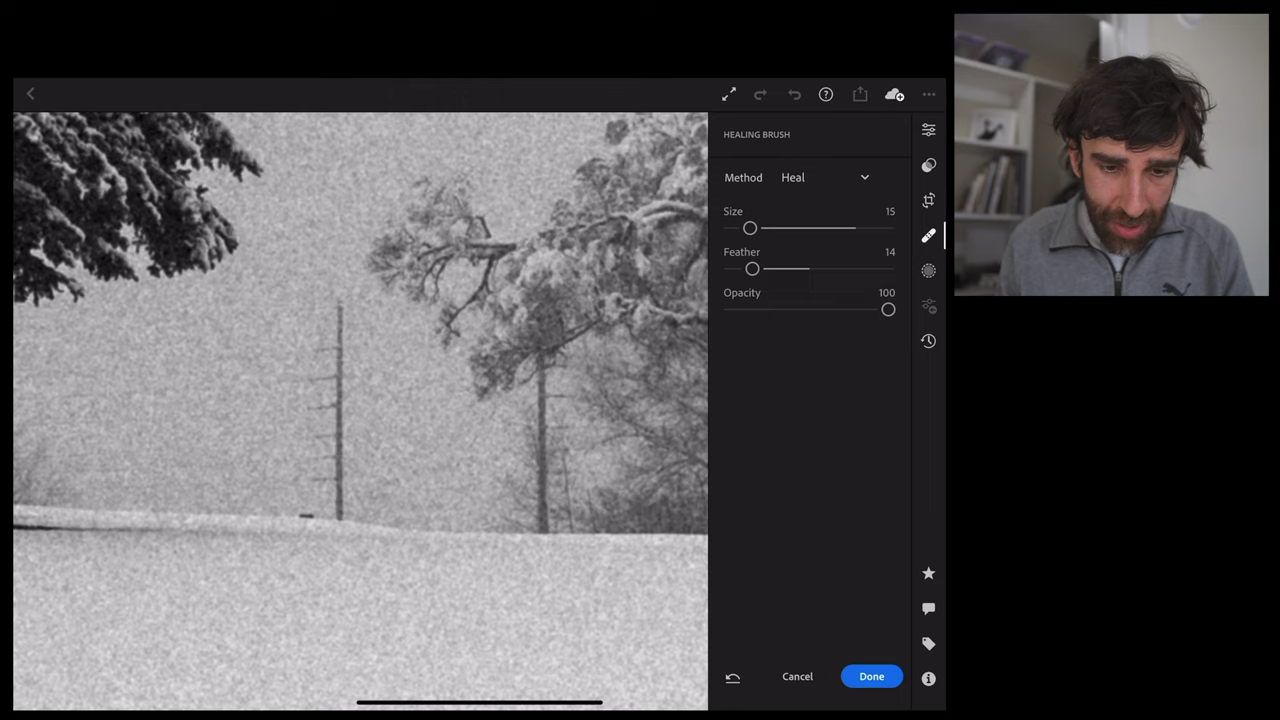 HEALING BRUSH
Method Heal
Size 15
Feather 14
Opacity 100
Cancel Done